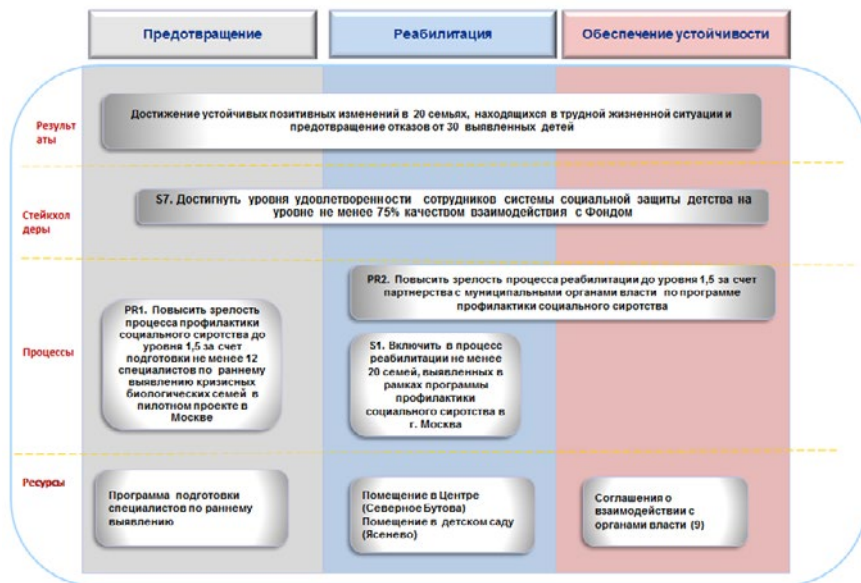 Предотвращение
Реабилитация
Обеспечение устойчивости
Результ
аты
Достижение устойчивых позитивных изменений в 20 семьях, находящихся в трудной жизненной ситуации и
предотвращение отказов от 30 выявленных детей
Стейкхол
деры
S7. Достигнуть уровня удовлетворенности сотрудников системы социальной защиты детства на
уровне не менее 75% качеством взаимодействия с Фондом
Процессы
PR1. Повысить зрелость
процесса профилактики
социального сиротства до
уровня 1,5 за счет
подготовки не менее 12
специалистов по раннему
выявлению кризисных
биологических семей в
пилотном проекте в
Москве
PR2. Повысить зрелость процесса реабилитации до уровня 1,5 за счет
партнерства с муниципальными органами власти по программе
профилактики социального сиротства
S1. Включить в процесс
реабилитации не менее
20 семей, выявленных в
рамках программы
профилактики
социального сиротства в
г. Москва
Ресурсы
Программа подготовки
специалистов по раннему
выявлению
Помещение в Центре
(Северное Бутова)
Помещение в детском саду
(Ясенево)
Соглашения о
взаимодействии с
органами власти (9)